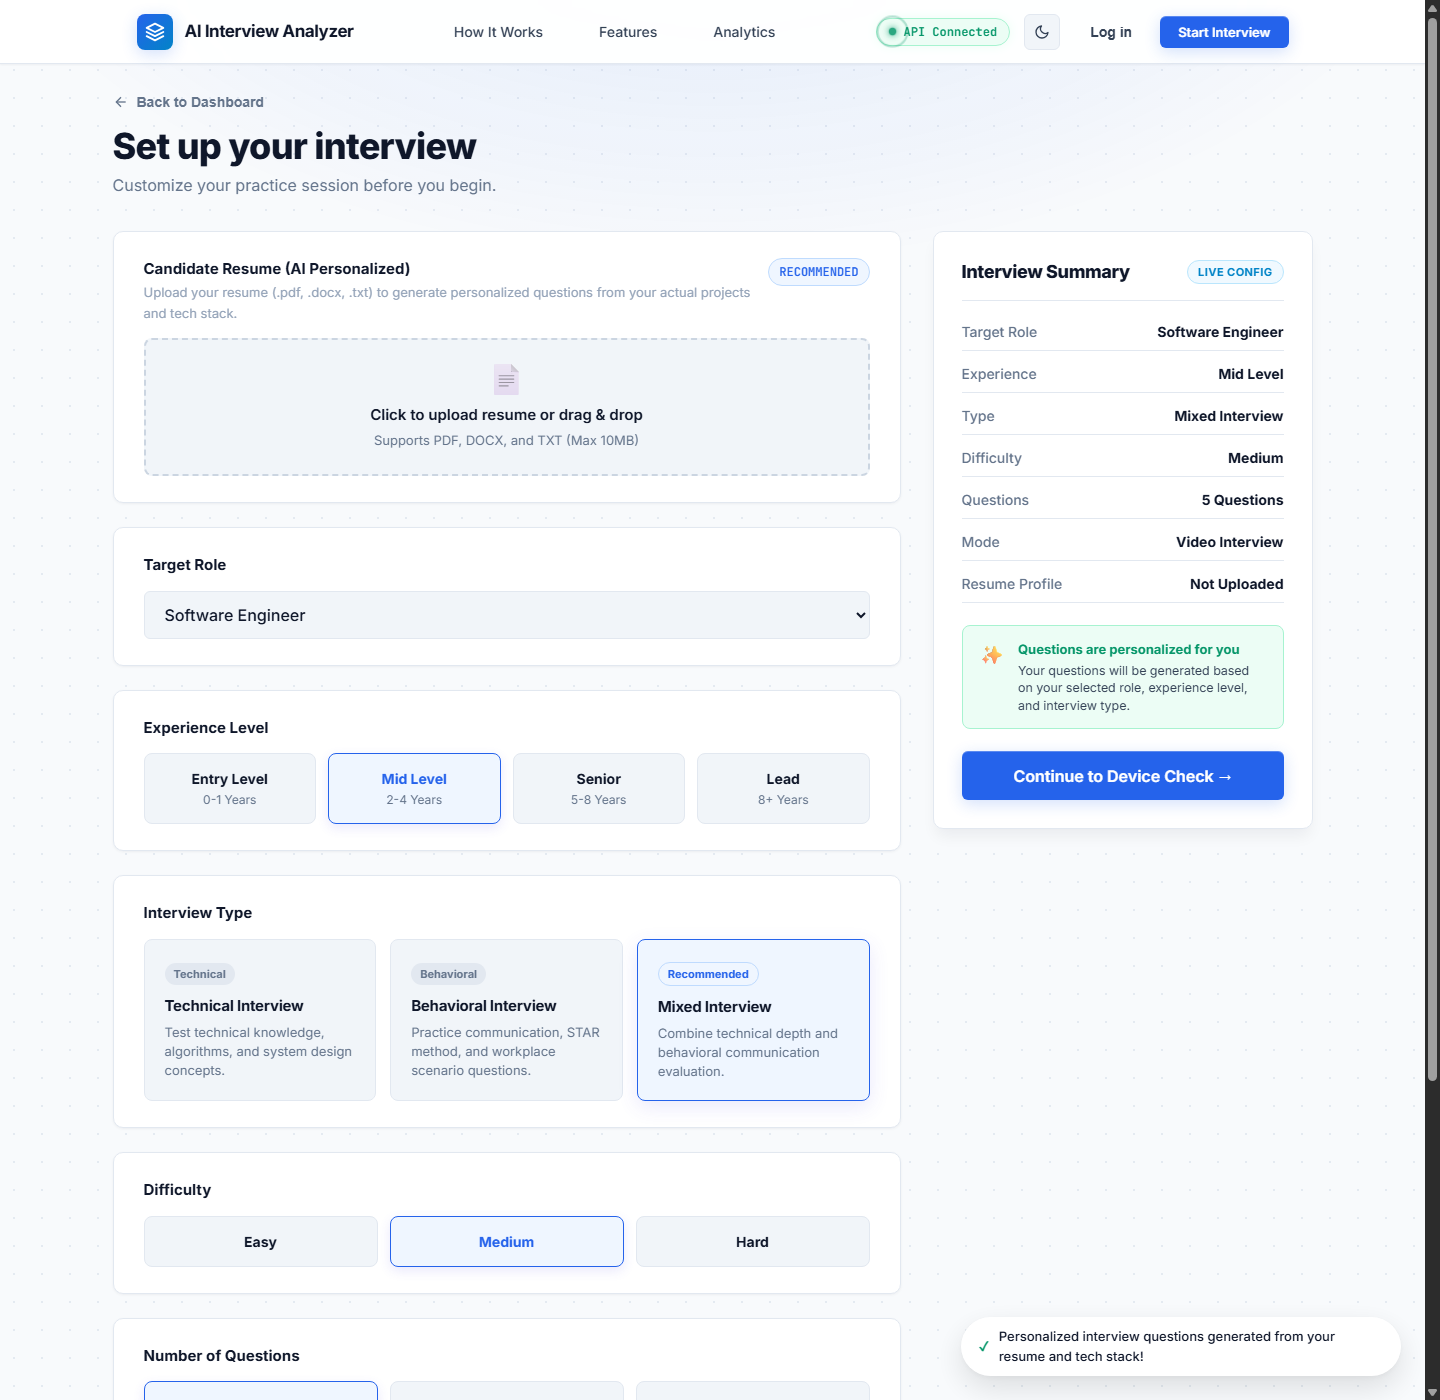 AI Interview Analyzer
How It Works
Features
Analytics
API Connected
Log in
Start Interview
← Back to Dashboard
Set up your interview
Customize your practice session before you begin.
Candidate Resume (AI Personalized)
RECOMMENDED
Upload your resume (.pdf, .docx, .txt) to generate personalized questions from your actual projects
and tech stack.
Click to upload resume or drag & drop
Supports PDF, DOCX, and TXT (Max 10MB)
Target Role
Software Engineer
Experience Level
Entry Level
0-1 Years
Mid Level
2-4 Years
Senior
5-8 Years
Lead
8+ Years
Interview Type
Technical
Technical Interview
Test technical knowledge,
algorithms, and system design
concepts.
Behavioral
Behavioral Interview
Practice communication, STAR
method, and workplace
scenario questions.
Recommended
Mixed Interview
Combine technical depth and
behavioral communication
evaluation.
Difficulty
Easy
Medium
Hard
Number of Questions
Interview Summary
LIVE CONFIG
Target Role Software Engineer
Experience Mid Level
Type Mixed Interview
Difficulty Medium
Questions 5 Questions
Mode Video Interview
Resume Profile Not Uploaded
Questions are personalized for you
Your questions will be generated based
on your selected role, experience level,
and interview type.
Continue to Device Check →
✓ Personalized interview questions generated from your
resume and tech stack!